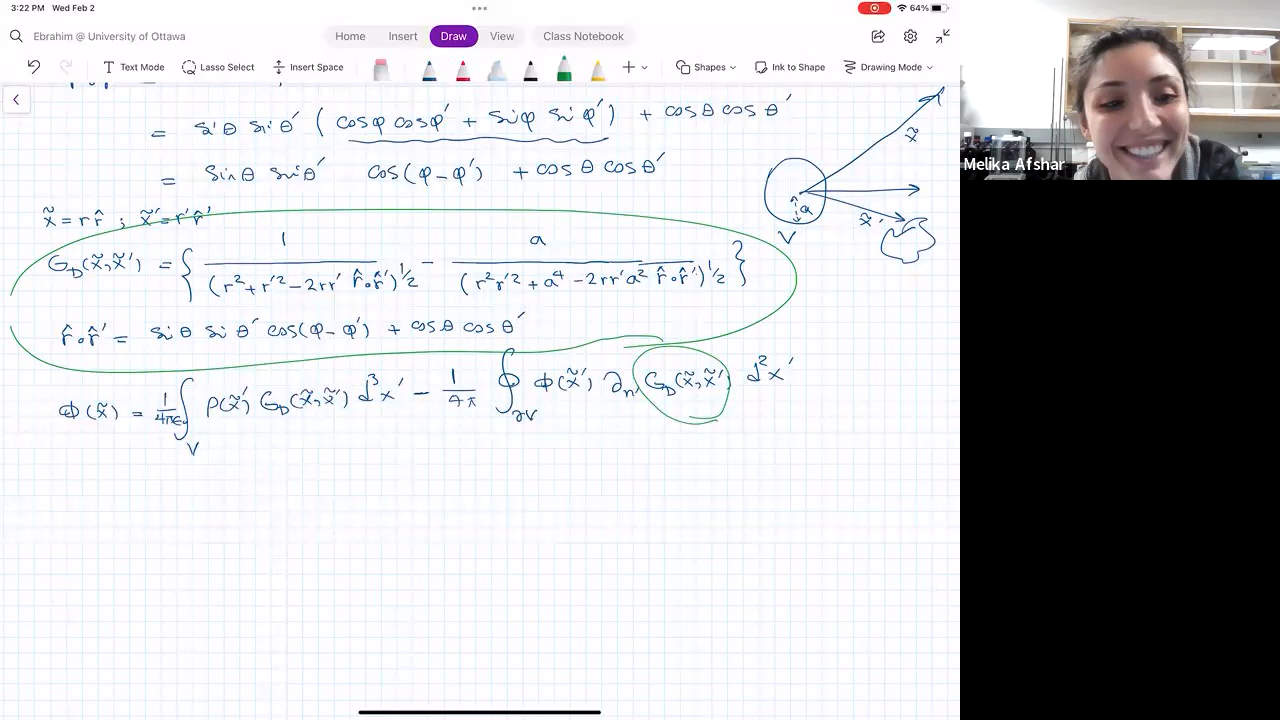 3:22 PM Wed Feb 2
64%
Ebrahim @ University of Ottawa
Home Insert Draw View Class Notebook
Text Mode Lasso Select Insert Space Shapes Ink to Shape Drawing Mode
= sinθ sinθ′ (cosφ cosφ′ + sinφ sinφ′) + cosθ cosθ′
= sinθ sinθ′ cos(φ-φ′) + cosθ cosθ′
x̃ = r r̂ ; x̃′ = r′r̂′
G_D(x̃,x̃′) = { 1/(r²+r′²-2rr′ r̂∘r̂′)^1/2 - a/(r²r′²+a⁴-2rr′a² r̂∘r̂′)^1/2 }
r̂∘r̂′ = sinθ sinθ′ cos(φ-φ′) + cosθ cosθ′
Φ(x̃) = 1/4πε₀ ∫_V ρ(x̃′) G_D(x̃,x̃′) d³x′ - 1/4π ∮_∂V Φ(x̃′) ∂_n′ G_D(x̃,x̃′) d²x′
x̃
a
x̃′
V
Melika Afshar